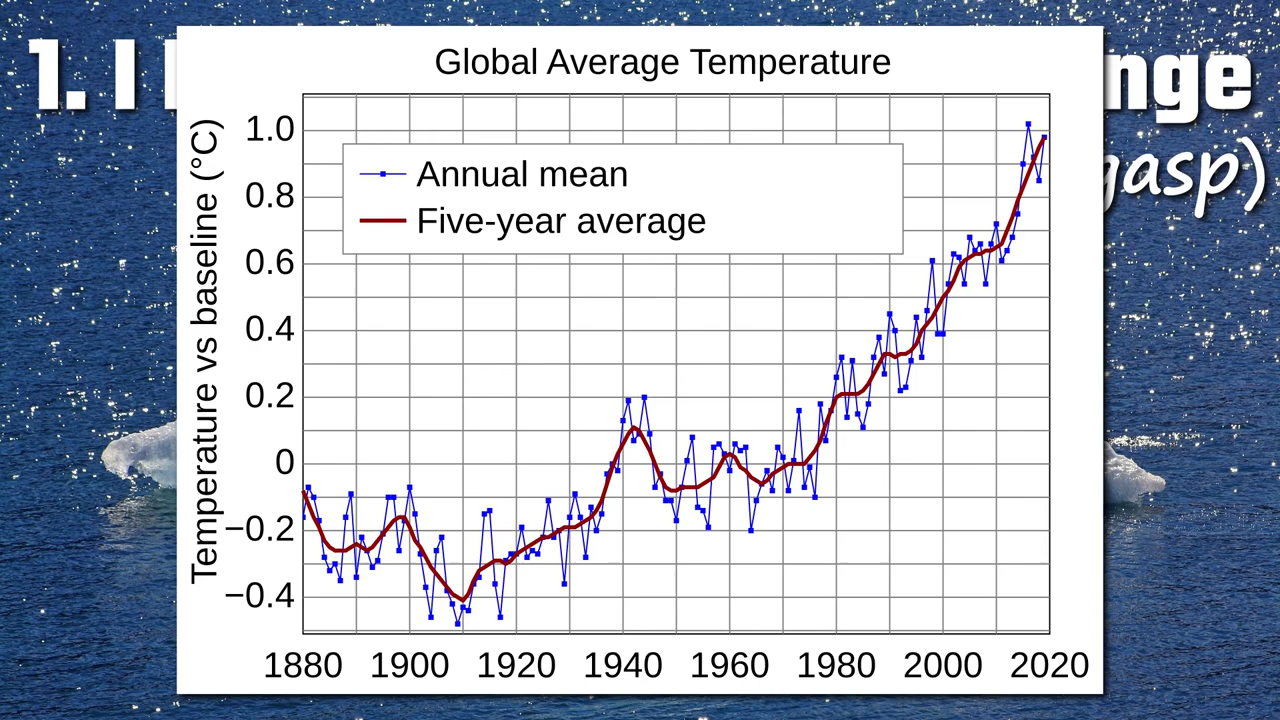 1. I
nge
gasp)
Global Average Temperature
Temperature vs baseline (°C)
1.0
0.8
0.6
0.4
0.2
0
−0.2
−0.4
Annual mean
Five-year average
1880 1900 1920 1940 1960 1980 2000 2020